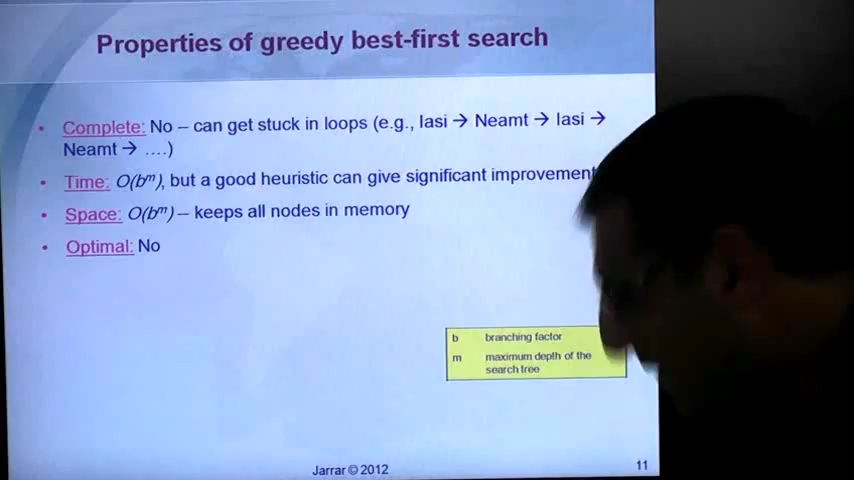 Properties of greedy best-first search
• Complete: No – can get stuck in loops (e.g., Iasi → Neamt → Iasi →
Neamt → ….)
• Time: O(bᵐ), but a good heuristic can give significant improvement
• Space: O(bᵐ) – keeps all nodes in memory
• Optimal: No
b branching factor
m maximum depth of the
search tree
Jarrar © 2012
11